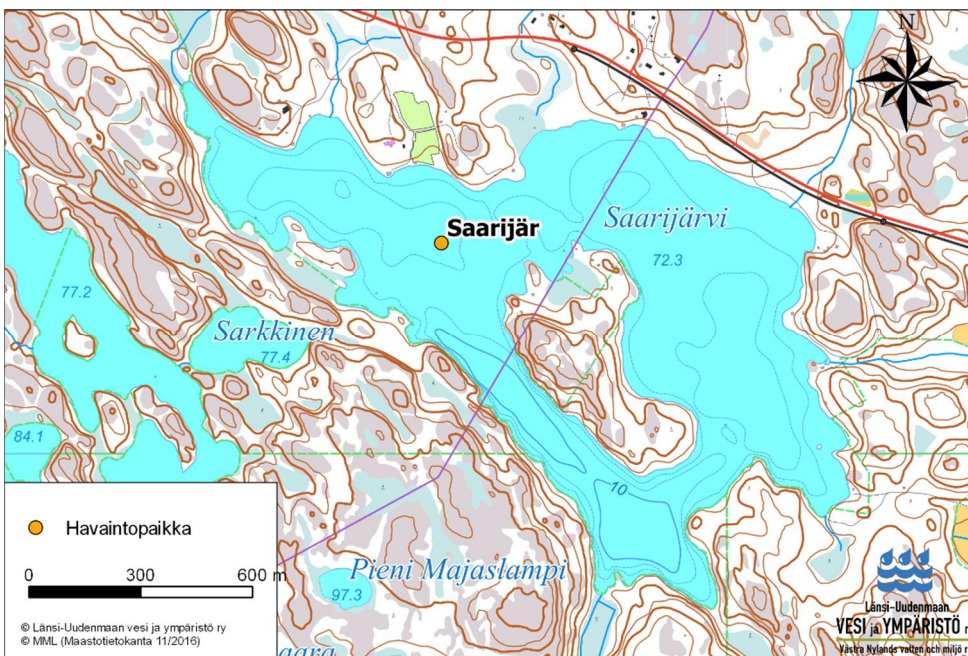 N
Saarijär
Saarijärvi
72.3
77.2
Sarkkinen
77.4
84.1
10
Havaintopaikka
0 300 600 m
Pieni Majaslampi
97.3
© Länsi-Uudenmaan vesi ja ympäristö ry
© MML (Maastotietokanta 11/2016)
aara
Länsi-Uudenmaan
VESI ja YMPÄRISTÖ r
Västra Nylands vatten och miljö r